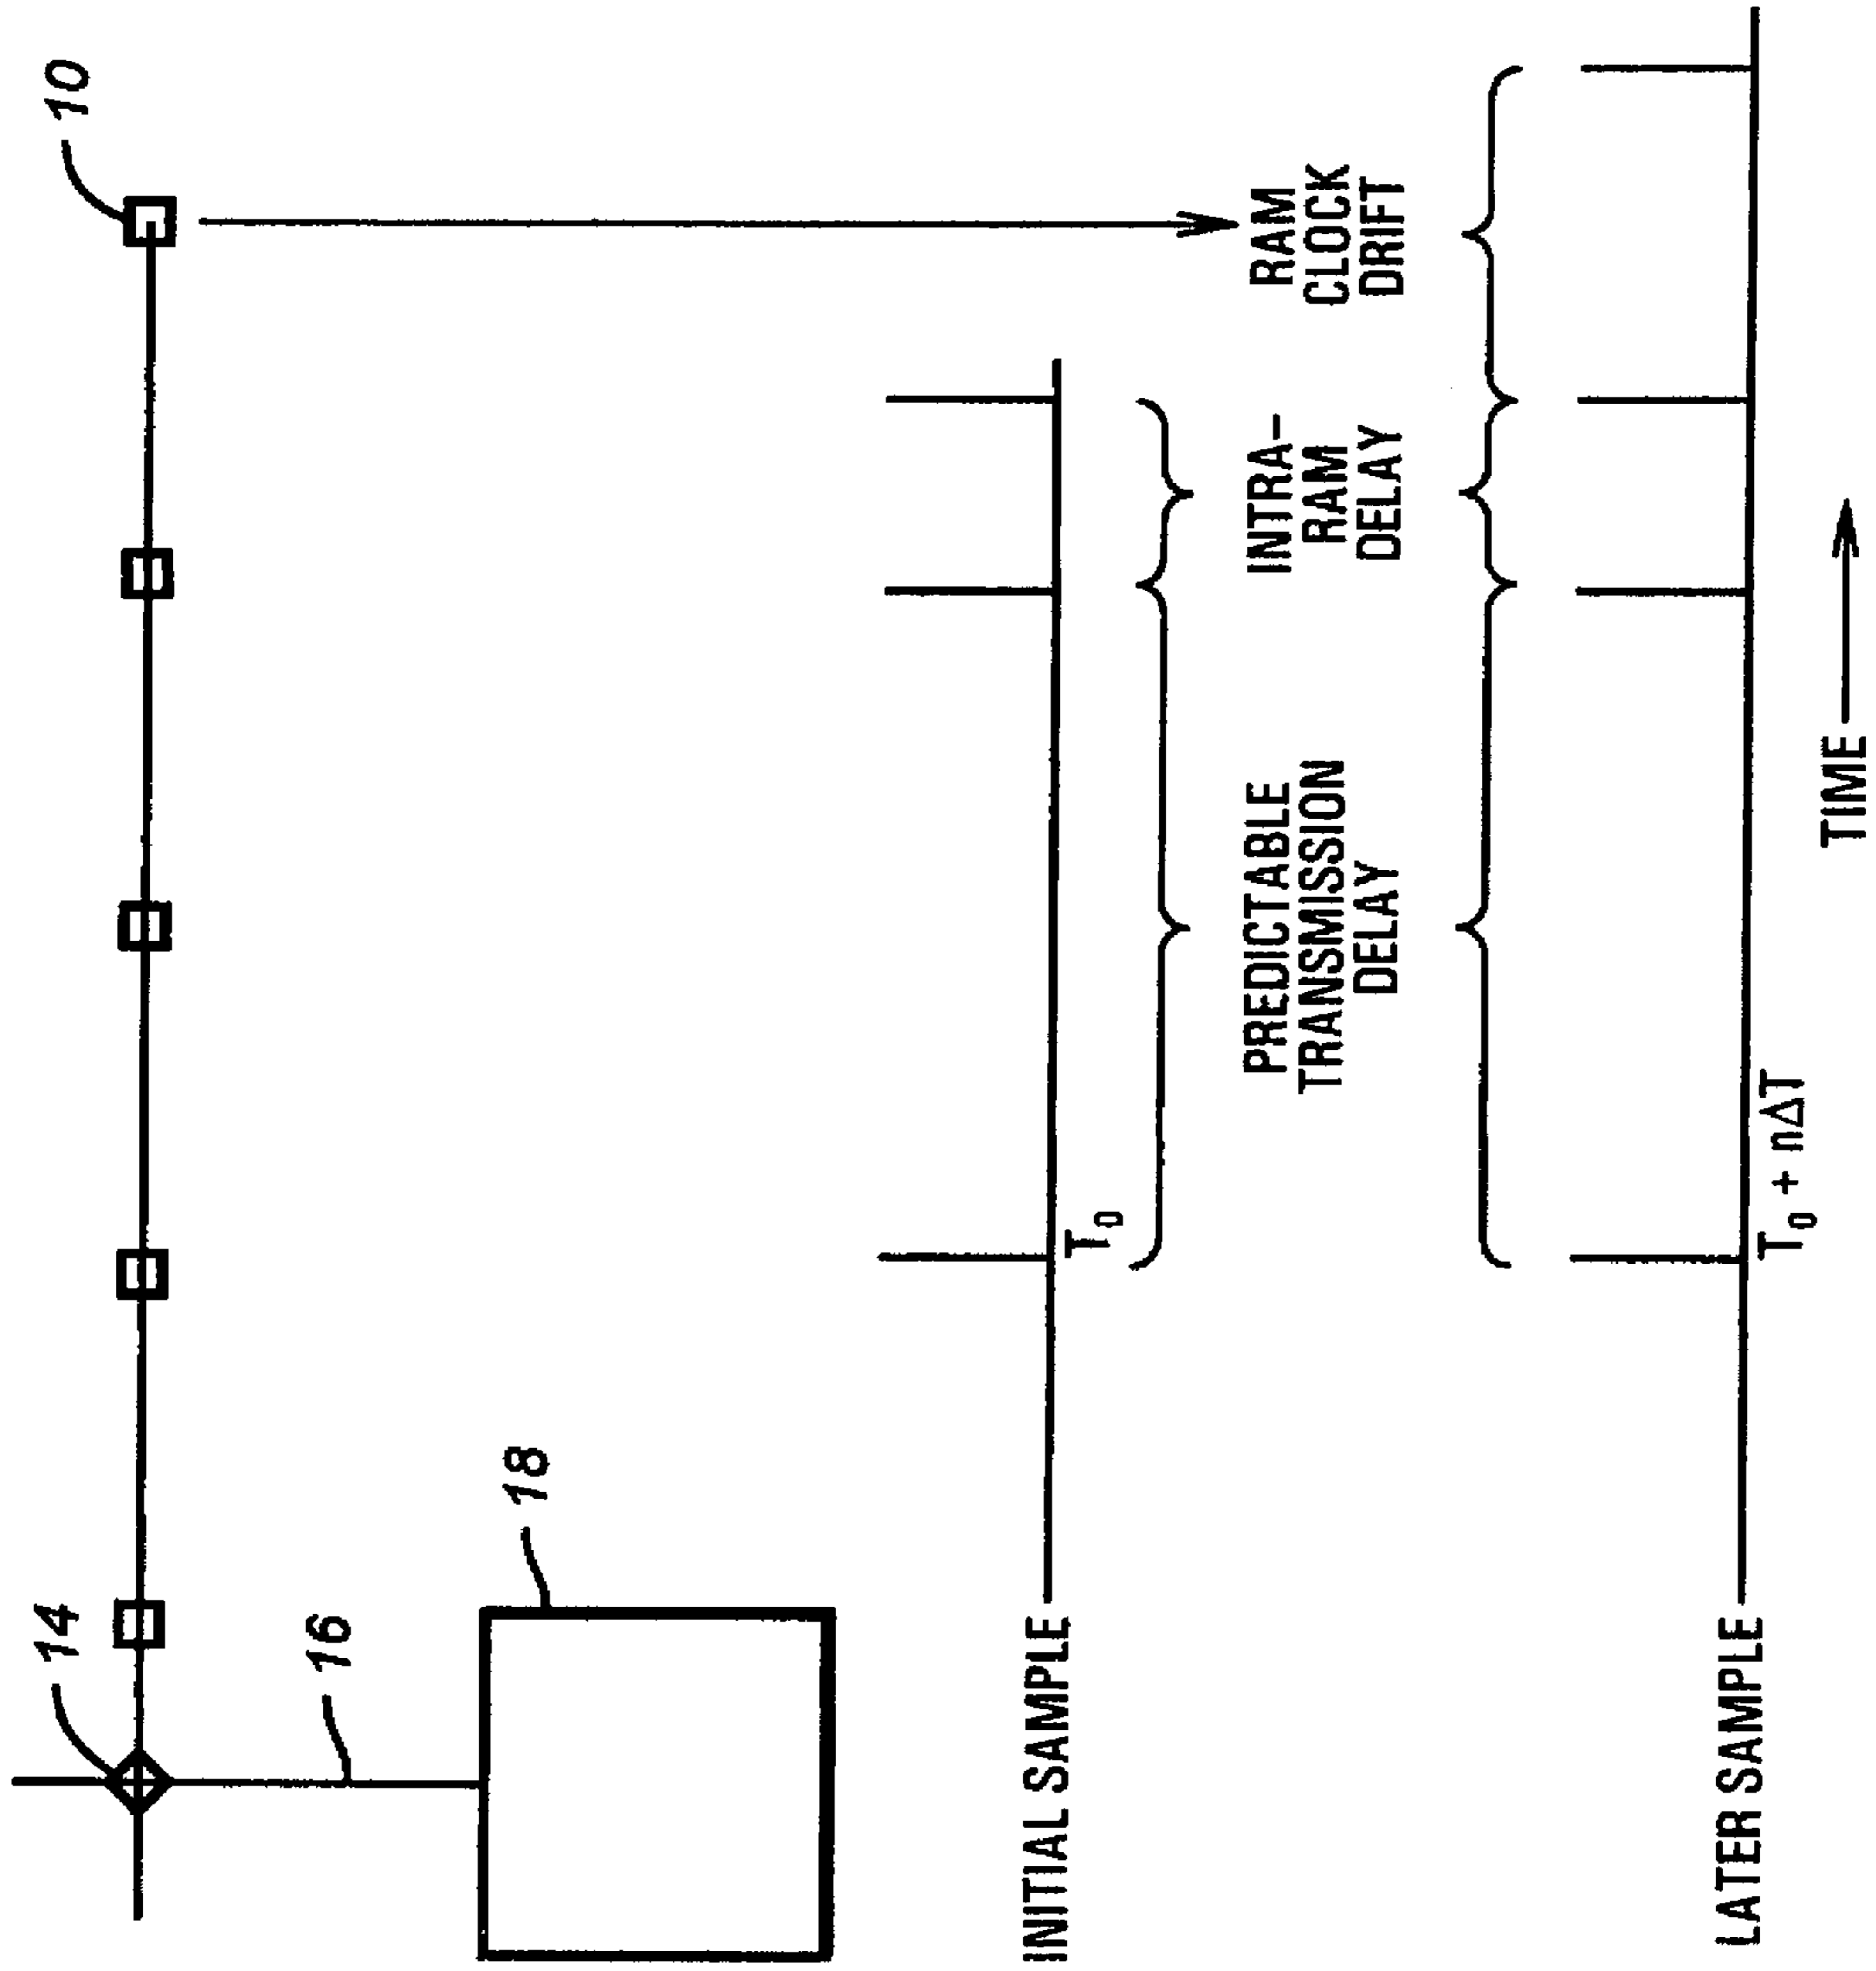 14
10
16
18
INITIAL SAMPLE
T₀
PREDICTABLE
TRANSMISSION
DELAY
INTRA-
RAM
DELAY
RAM
CLOCK
DRIFT
LATER SAMPLE
T₀ + nΔT
TIME